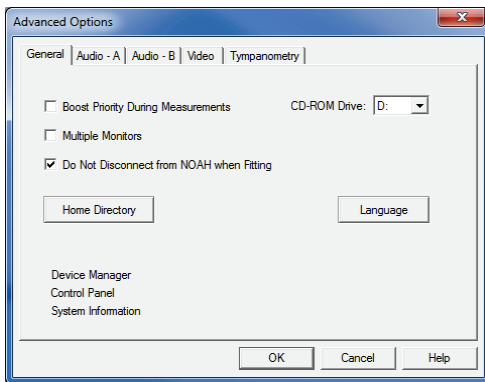 Advanced Options
General Audio - A Audio - B Video Tympanometry
Boost Priority During Measurements CD-ROM Drive: D:
Multiple Monitors
Do Not Disconnect from NOAH when Fitting
Home Directory Language
Device Manager
Control Panel
System Information
OK Cancel Help